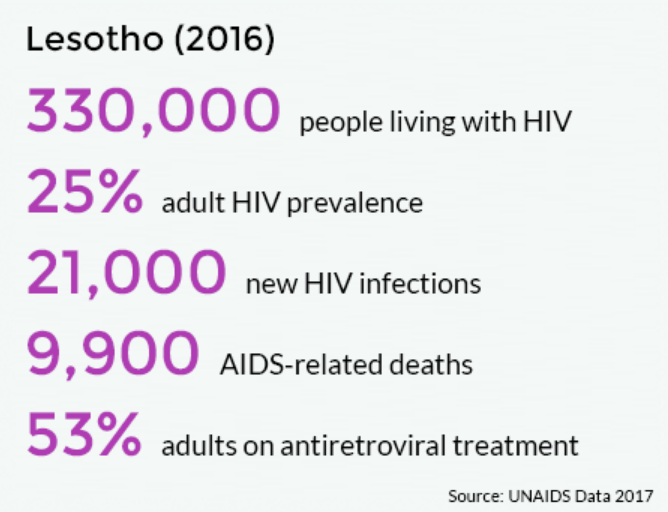 Lesotho (2016)
330,000 people living with HIV
25% adult HIV prevalence
21,000 new HIV infections
9,900 AIDS-related deaths
53% adults on antiretroviral treatment
Source: UNAIDS Data 2017